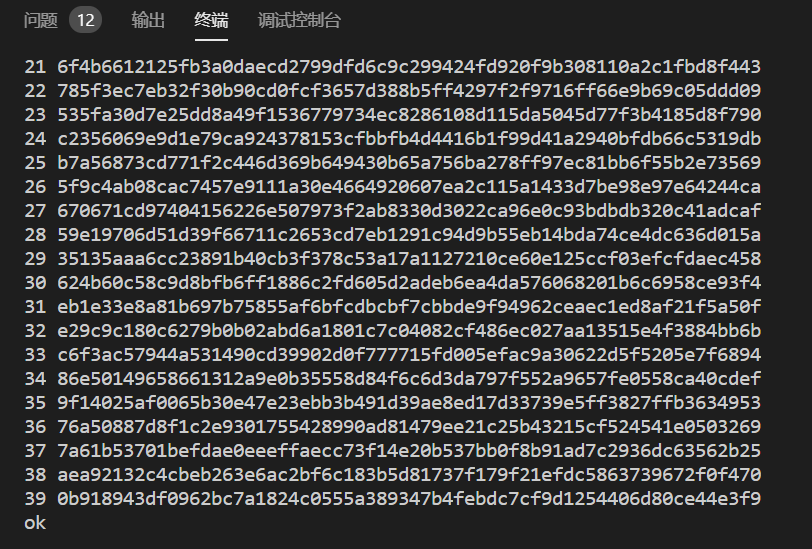 问题 12 输出 终端 调试控制台
21 6f4b6612125fb3a0daecd2799dfd6c9c299424fd920f9b308110a2c1fbd8f443
22 785f3ec7eb32f30b90cd0fcf3657d388b5ff4297f2f9716ff66e9b69c05ddd09
23 535fa30d7e25dd8a49f1536779734ec8286108d115da5045d77f3b4185d8f790
24 c2356069e9d1e79ca924378153cfbbfb4d4416b1f99d41a2940bfdb66c5319db
25 b7a56873cd771f2c446d369b649430b65a756ba278ff97ec81bb6f55b2e73569
26 5f9c4ab08cac7457e9111a30e4664920607ea2c115a1433d7be98e97e64244ca
27 670671cd97404156226e507973f2ab8330d3022ca96e0c93bdbdb320c41adcaf
28 59e19706d51d39f66711c2653cd7eb1291c94d9b55eb14bda74ce4dc636d015a
29 35135aaa6cc23891b40cb3f378c53a17a1127210ce60e125ccf03efcfdaec458
30 624b60c58c9d8bfb6ff1886c2fd605d2adeb6ea4da576068201b6c6958ce93f4
31 eb1e33e8a81b697b75855af6bfcdbcbf7cbbde9f94962ceaec1ed8af21f5a50f
32 e29c9c180c6279b0b02abd6a1801c7c04082cf486ec027aa13515e4f3884bb6b
33 c6f3ac57944a531490cd39902d0f777715fd005efac9a30622d5f5205e7f6894
34 86e50149658661312a9e0b35558d84f6c6d3da797f552a9657fe0558ca40cdef
35 9f14025af0065b30e47e23ebb3b491d39ae8ed17d33739e5ff3827ffb3634953
36 76a50887d8f1c2e9301755428990ad81479ee21c25b43215cf524541e0503269
37 7a61b53701befdae0eeeffaecc73f14e20b537bb0f8b91ad7c2936dc63562b25
38 aea92132c4cbeb263e6ac2bf6c183b5d81737f179f21efdc5863739672f0f470
39 0b918943df0962bc7a1824c0555a389347b4febdc7cf9d1254406d80ce44e3f9
ok